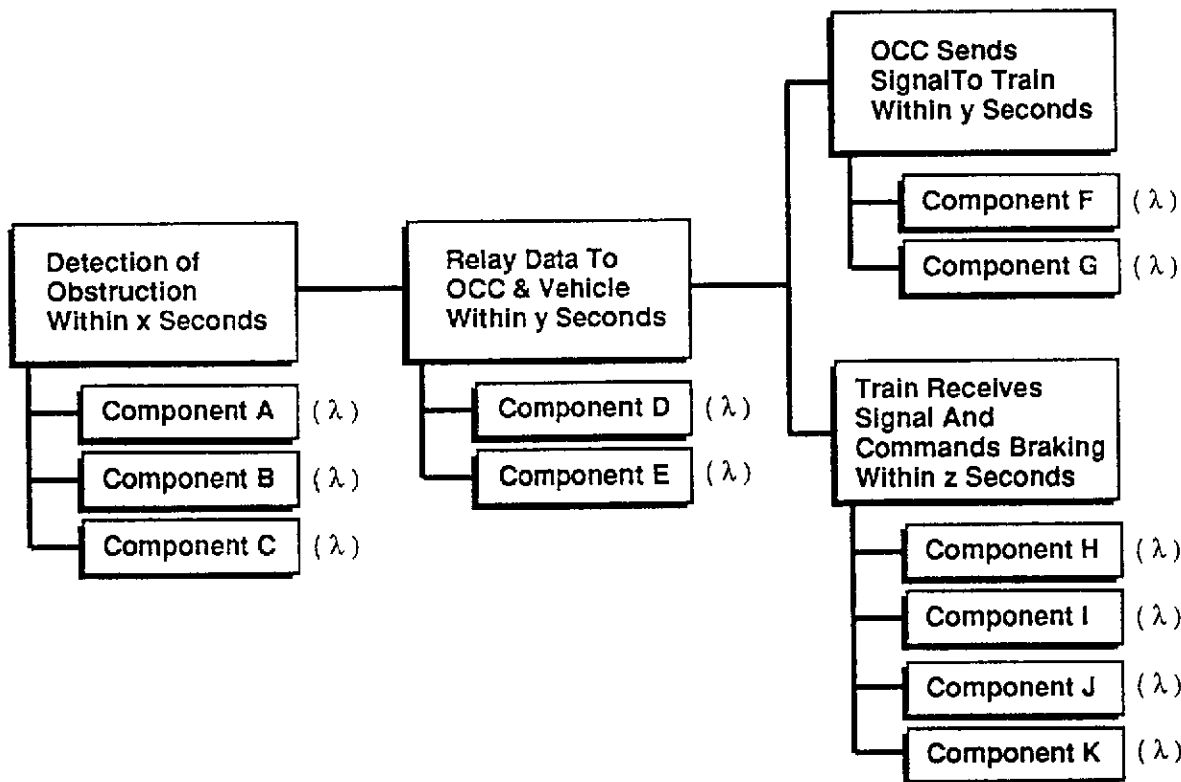 Detection of
Obstruction
Within x Seconds
Component A (λ)
Component B (λ)
Component C (λ)
Relay Data To
OCC & Vehicle
Within y Seconds
Component D (λ)
Component E (λ)
OCC Sends
SignalTo Train
Within y Seconds
Component F (λ)
Component G (λ)
Train Receives
Signal And
Commands Braking
Within z Seconds
Component H (λ)
Component I (λ)
Component J (λ)
Component K (λ)